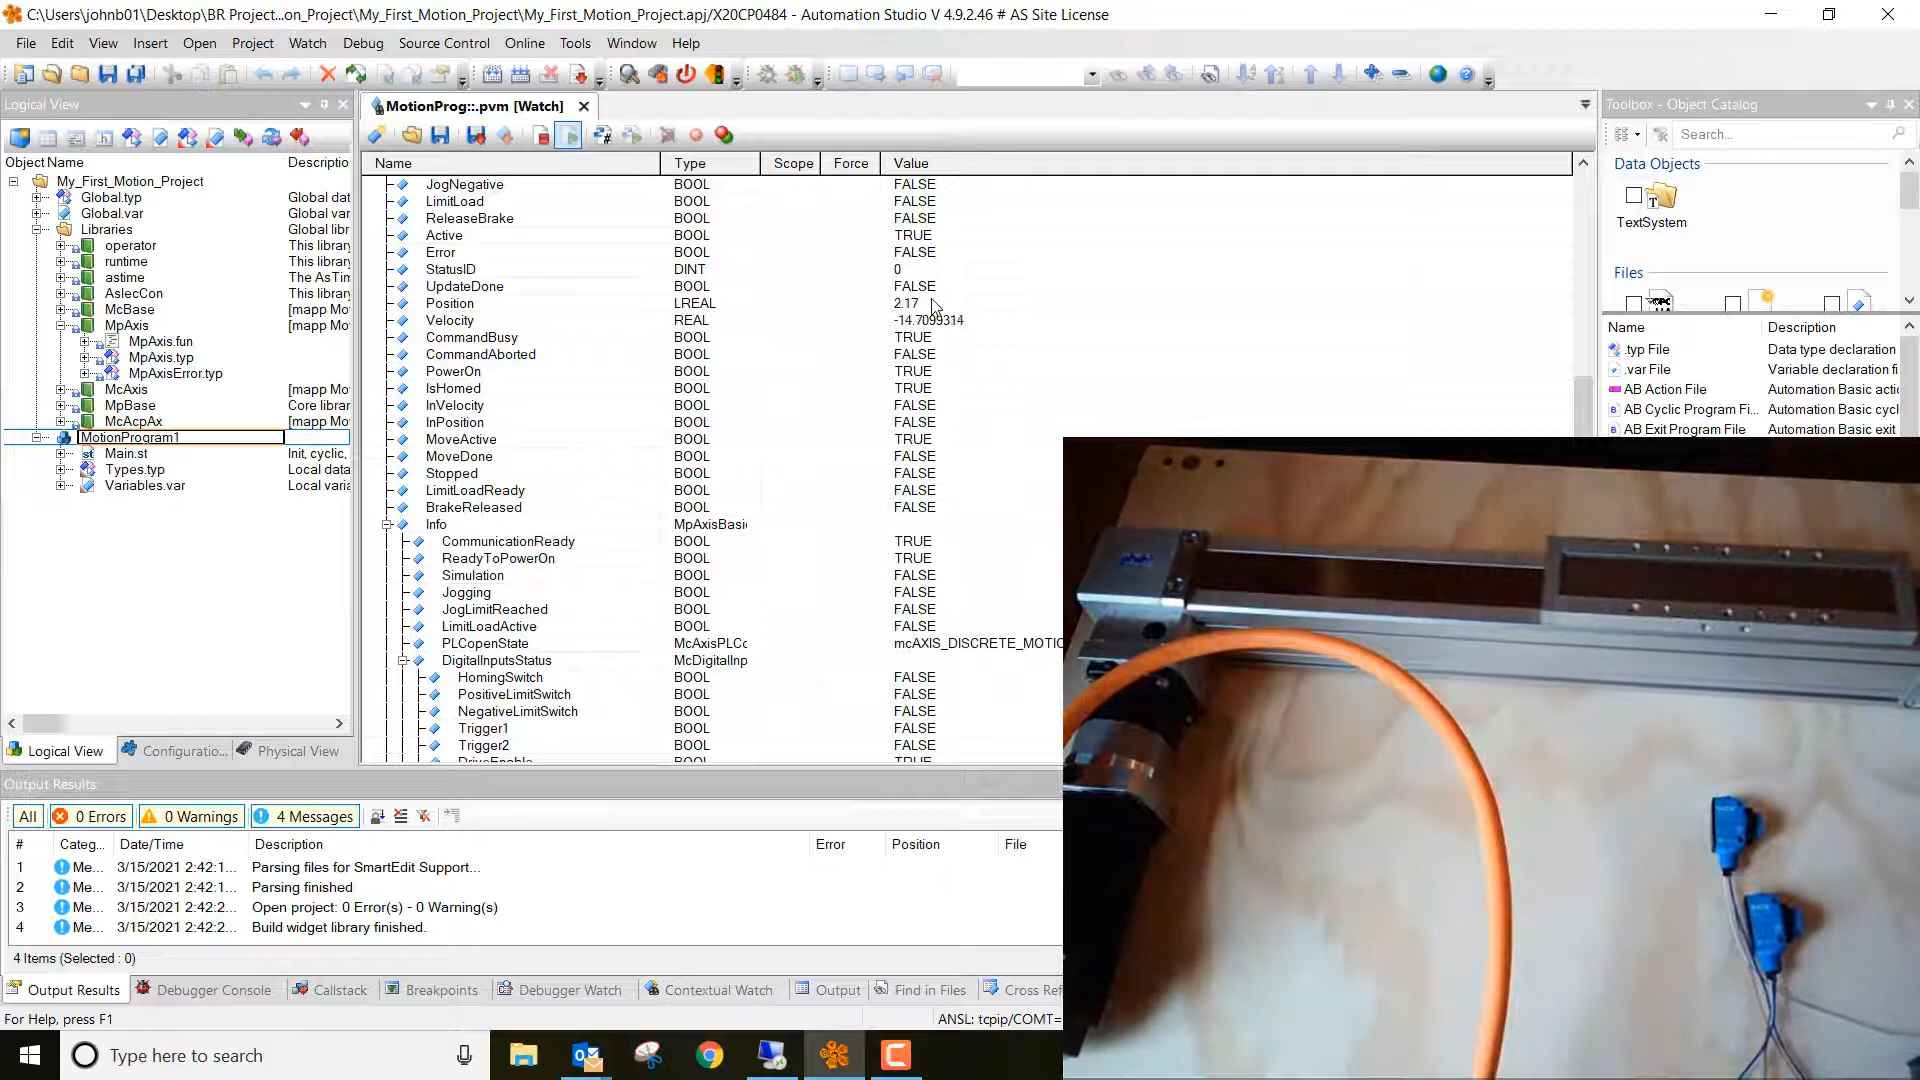 C:\Users\johnb01\Desktop\BR Project...on_Project\My_First_Motion_Project\My_First_Motion_Project.apj/X20CP0484 - Automation Studio V 4.9.2.46 # AS Site License
File Edit View Insert Open Project Watch Debug Source Control Online Tools Window Help
Logical View
Object Name Descriptio
My_First_Motion_Project
Global.typ Global dat
Global.var Global var
Libraries Global libr
operator This library
runtime This library
astime The AsTin
AsIecCon This library
McBase [mapp Mo
MpAxis [mapp Mo
MpAxis.fun
MpAxis.typ
MpAxisError.typ
McAxis [mapp Mo
MpBase Core librar
McAcpAx [mapp Mo
MotionProgram1
Main.st Init, cyclic,
Types.typ Local data
Variables.var Local varia
Logical View Configuratio... Physical View
MotionProg::.pvm [Watch]
Name Type Scope Force Value
JogNegative BOOL FALSE
LimitLoad BOOL FALSE
ReleaseBrake BOOL FALSE
Active BOOL TRUE
Error BOOL FALSE
StatusID DINT 0
UpdateDone BOOL FALSE
Position LREAL 2.17
Velocity REAL -14.7099314
CommandBusy BOOL TRUE
CommandAborted BOOL FALSE
PowerOn BOOL TRUE
IsHomed BOOL TRUE
InVelocity BOOL FALSE
InPosition BOOL FALSE
MoveActive BOOL TRUE
MoveDone BOOL FALSE
Stopped BOOL FALSE
LimitLoadReady BOOL FALSE
BrakeReleased BOOL FALSE
Info MpAxisBasi
CommunicationReady BOOL TRUE
ReadyToPowerOn BOOL TRUE
Simulation BOOL FALSE
Jogging BOOL FALSE
JogLimitReached BOOL FALSE
LimitLoadActive BOOL FALSE
PLCopenState McAxisPLCc mcAXIS_DISCRETE_MOTIO
DigitalInputsStatus McDigitalInp
HomingSwitch BOOL FALSE
PositiveLimitSwitch BOOL FALSE
NegativeLimitSwitch BOOL FALSE
Trigger1 BOOL FALSE
Trigger2 BOOL FALSE
DriveEnable BOOL TRUE
Toolbox - Object Catalog
Search...
Data Objects
TextSystem
Files
Name Description
.typ File Data type declaration
.var File Variable declaration fi
AB Action File Automation Basic actio
AB Cyclic Program Fi... Automation Basic cycl
AB Exit Program File Automation Basic exit
Output Results
All 0 Errors 0 Warnings 4 Messages
# Categ... Date/Time Description Error Position File
1 Me... 3/15/2021 2:42:1... Parsing files for SmartEdit Support...
2 Me... 3/15/2021 2:42:1... Parsing finished
3 Me... 3/15/2021 2:42:2... Open project: 0 Error(s) - 0 Warning(s)
4 Me... 3/15/2021 2:42:2... Build widget library finished.
4 Items (Selected : 0)
Output Results Debugger Console Callstack Breakpoints Debugger Watch Contextual Watch Output Find in Files Cross Ref
For Help, press F1 ANSL: tcpip/COMT=
Type here to search